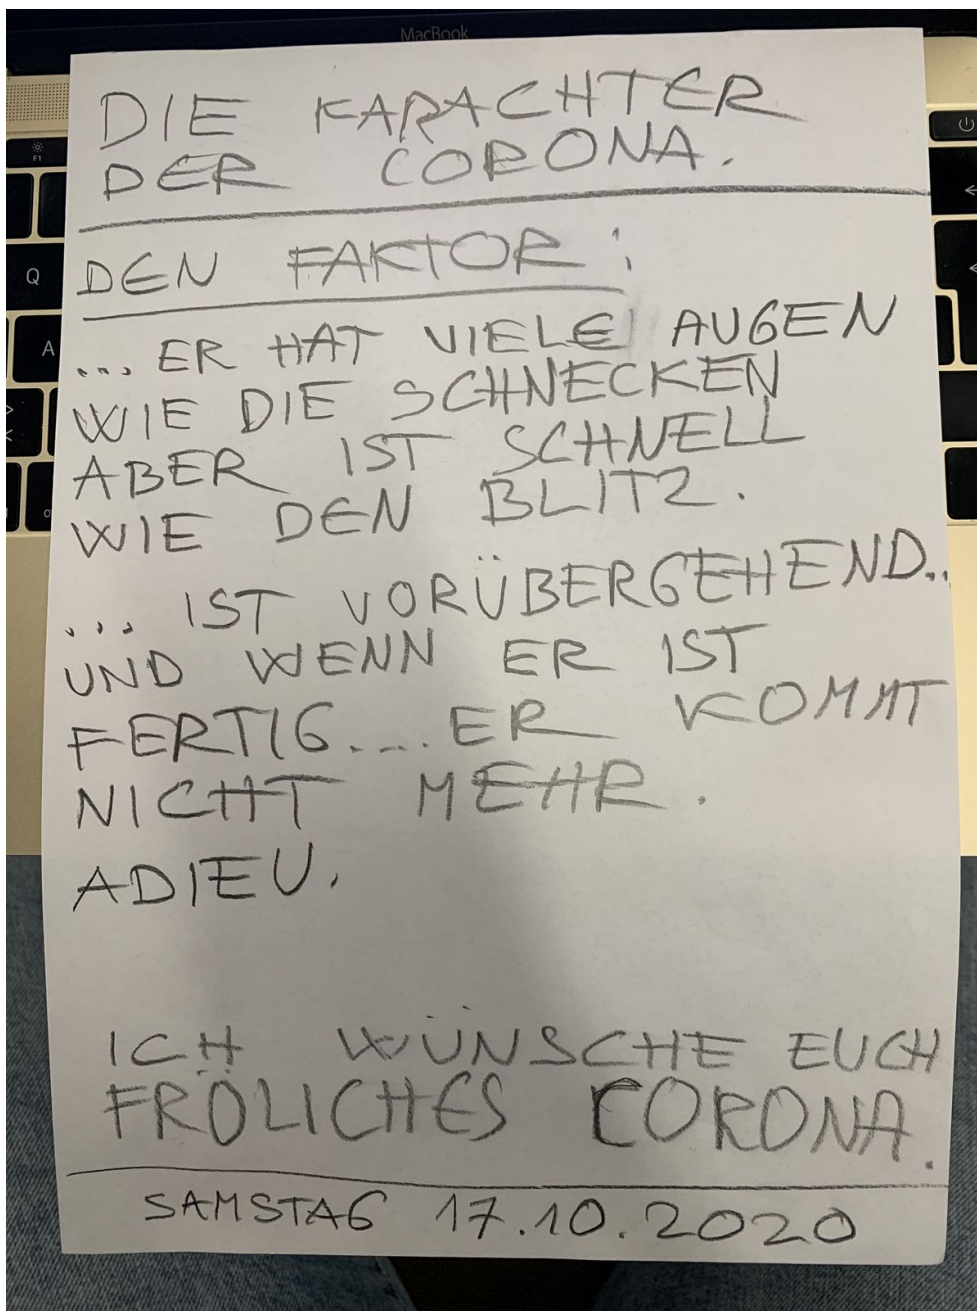 MacBook
DIE KARACHTER
DER CORONA.
DEN FAKTOR:
... ER HAT VIELE AUGEN
WIE DIE SCHNECKEN
ABER IST SCHNELL
WIE DEN BLITZ.
... IST VORÜBERGEHEND..
UND WENN ER IST
FERTIG.... ER KOMMT
NICHT MEHR.
ADIEU.
ICH WÜNSCHE EUCH
FRÖLICHES CORONA.
SAMSTAG 17.10.2020
F1
Q
A